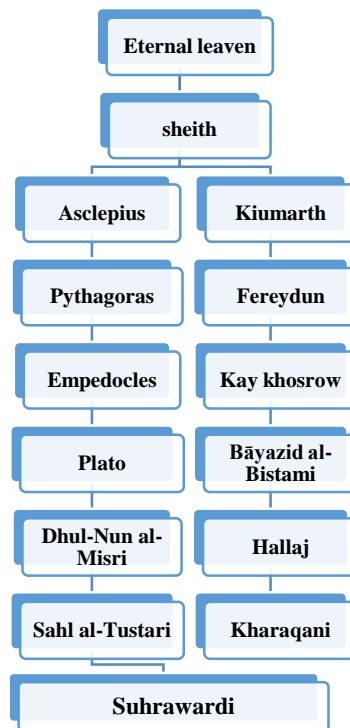 Eternal leaven
sheith
Asclepius
Kiumarth
Pythagoras
Fereydun
Empedocles
Kay khosrow
Plato
Bāyazid al-
Bistami
Dhul-Nun al-
Misri
Hallaj
Sahl al-Tustari
Kharaqani
Suhrawardi